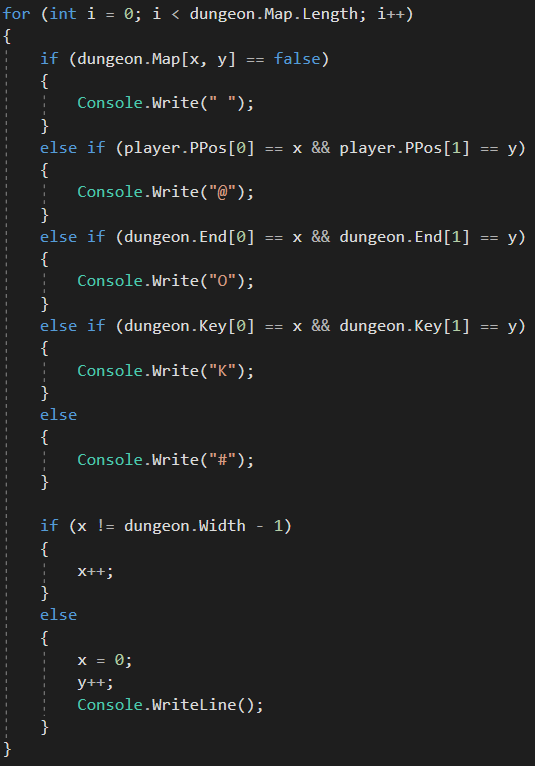 for (int i = 0; i < dungeon.Map.Length; i++)
{
    if (dungeon.Map[x, y] == false)
    {
        Console.Write(" ");
    }
    else if (player.PPos[0] == x && player.PPos[1] == y)
    {
        Console.Write("@");
    }
    else if (dungeon.End[0] == x && dungeon.End[1] == y)
    {
        Console.Write("O");
    }
    else if (dungeon.Key[0] == x && dungeon.Key[1] == y)
    {
        Console.Write("K");
    }
    else
    {
        Console.Write("#");
    }

    if (x != dungeon.Width - 1)
    {
        x++;
    }
    else
    {
        x = 0;
        y++;
        Console.WriteLine();
    }
}